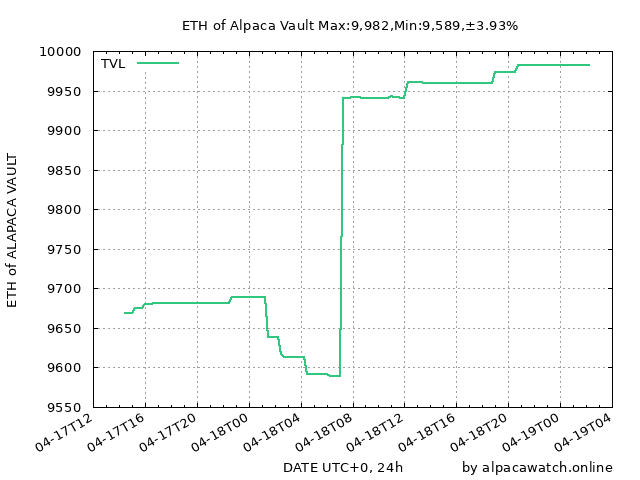 ETH of Alpaca Vault Max:9,982,Min:9,589,±3.93%
TVL
10000
9950
9900
9850
9800
9750
9700
9650
9600
9550
ETH of ALAPACA VAULT
04-17T12
04-17T16
04-17T20
04-18T00
04-18T04
04-18T08
04-18T12
04-18T16
04-18T20
04-19T00
04-19T04
DATE UTC+0, 24h
by alpacawatch.online